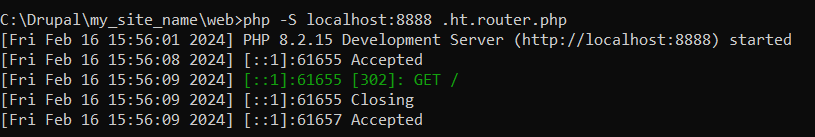 C:\Drupal\my_site_name\web>php -S localhost:8888 .ht.router.php
[Fri Feb 16 15:56:01 2024] PHP 8.2.15 Development Server (http://localhost:8888) started
[Fri Feb 16 15:56:08 2024] [::1]:61655 Accepted
[Fri Feb 16 15:56:09 2024] [::1]:61655 [302]: GET /
[Fri Feb 16 15:56:09 2024] [::1]:61655 Closing
[Fri Feb 16 15:56:09 2024] [::1]:61657 Accepted